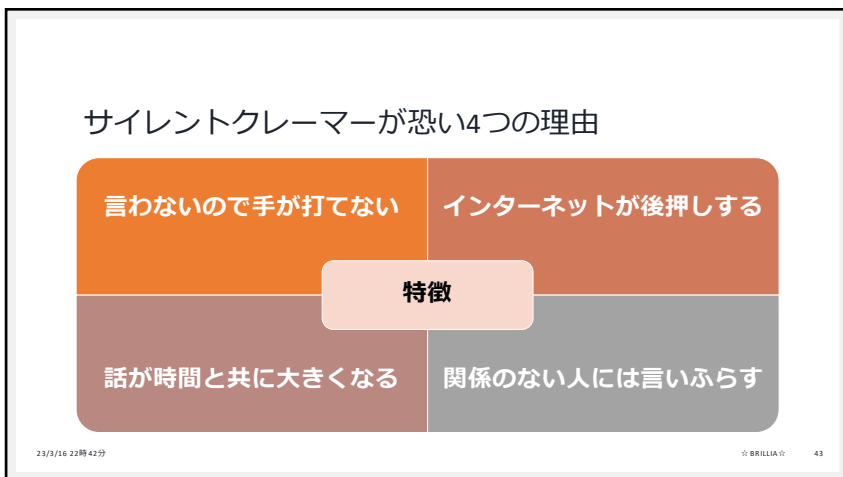 サイレントクレーマーが恐い4つの理由
言わないので手が打てない
インターネットが後押しする
特徴
話が時間と共に大きくなる
関係のない人には言いふらす
23/3/16 22時42分
☆BRILLIA☆
43